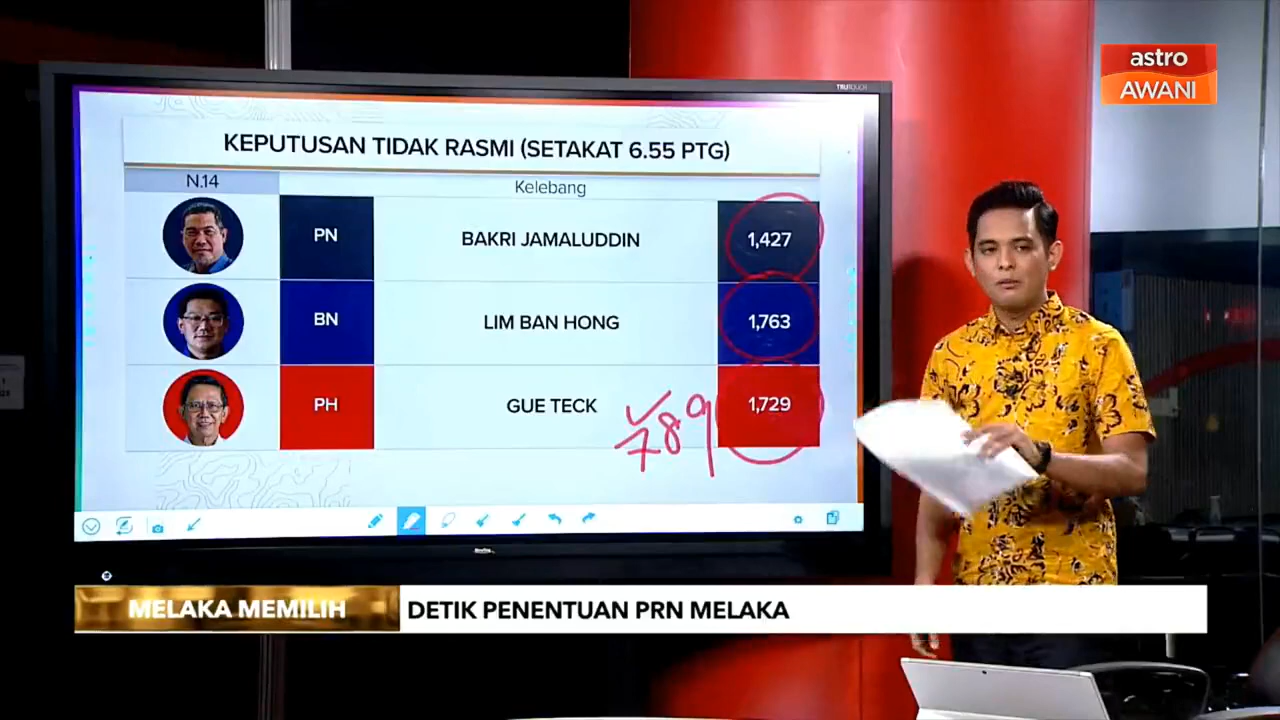 astro
AWANI
TRUTOUCH
KEPUTUSAN TIDAK RASMI (SETAKAT 6.55 PTG)
N.14 Kelebang
PN BAKRI JAMALUDDIN 1,427
BN LIM BAN HONG 1,763
PH GUE TECK 1,729
789
MELAKA MEMILIH DETIK PENENTUAN PRN MELAKA